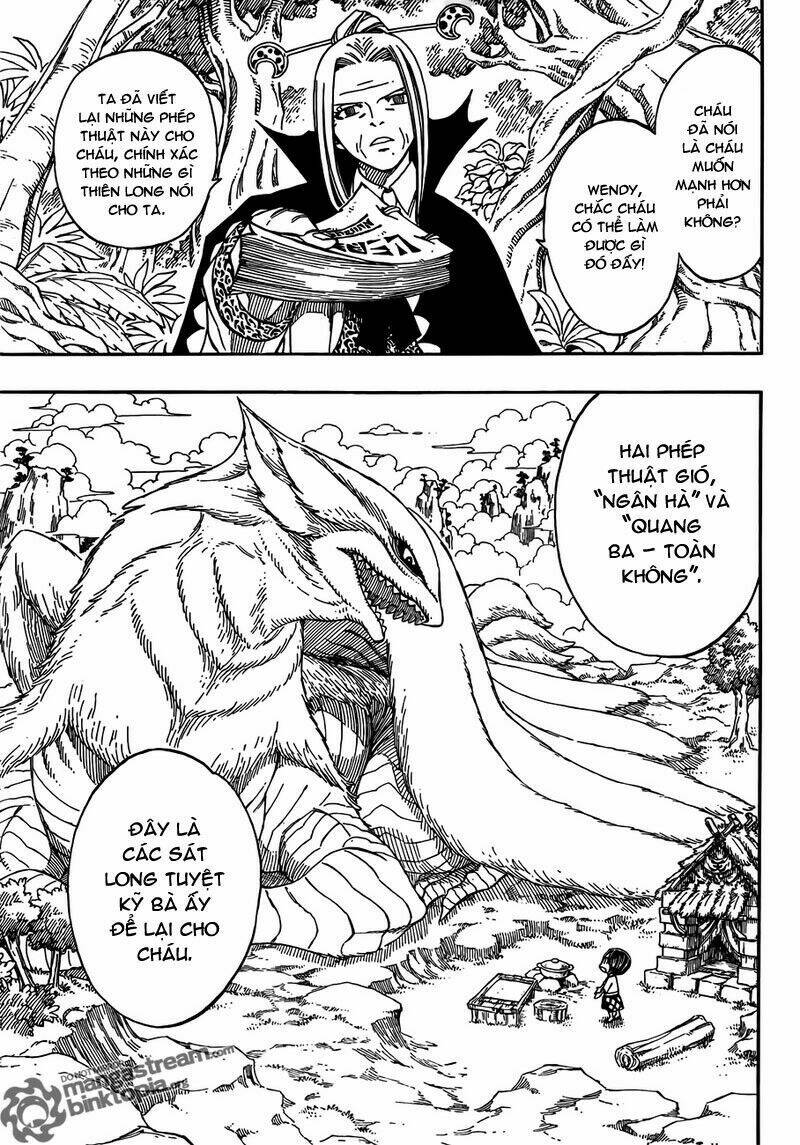 CHÁU
ĐÃ NÓI
LÀ CHÁU
MUỐN
MẠNH HƠN
PHẢI
KHÔNG?
WENDY,
CHẮC CHÁU
CÓ THỂ LÀM
ĐƯỢC GÌ
ĐÓ ĐẤY!
TA ĐÃ VIẾT
LẠI NHỮNG PHÉP
THUẬT NÀY CHO
CHÁU, CHÍNH XÁC
THEO NHỮNG GÌ
THIÊN LONG NÓI
CHO TA.
HAI PHÉP
THUẬT GIÓ,
"NGÂN HÀ" VÀ
"QUANG
BA - TOÀN
KHÔNG".
ĐÂY LÀ
CÁC SÁT
LONG TUYỆT
KỸ BÀ ẤY
ĐỂ LẠI CHO
CHÁU.
mangastream.com
binktopia.org